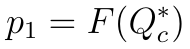 p_1 = F(Q_c^*)